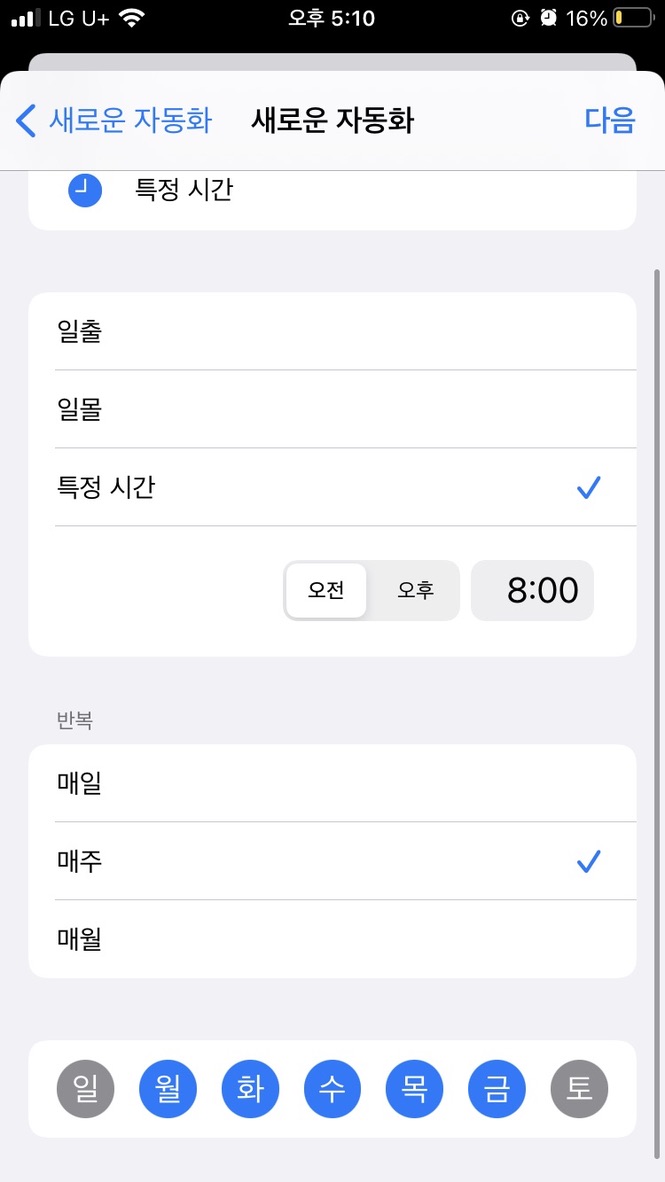 LG U+ 오후 5:10 16%
새로운 자동화 새로운 자동화 다음
특정 시간
일출
일몰
특정 시간
오전 오후 8:00
반복
매일
매주
매월
일 월 화 수 목 금 토